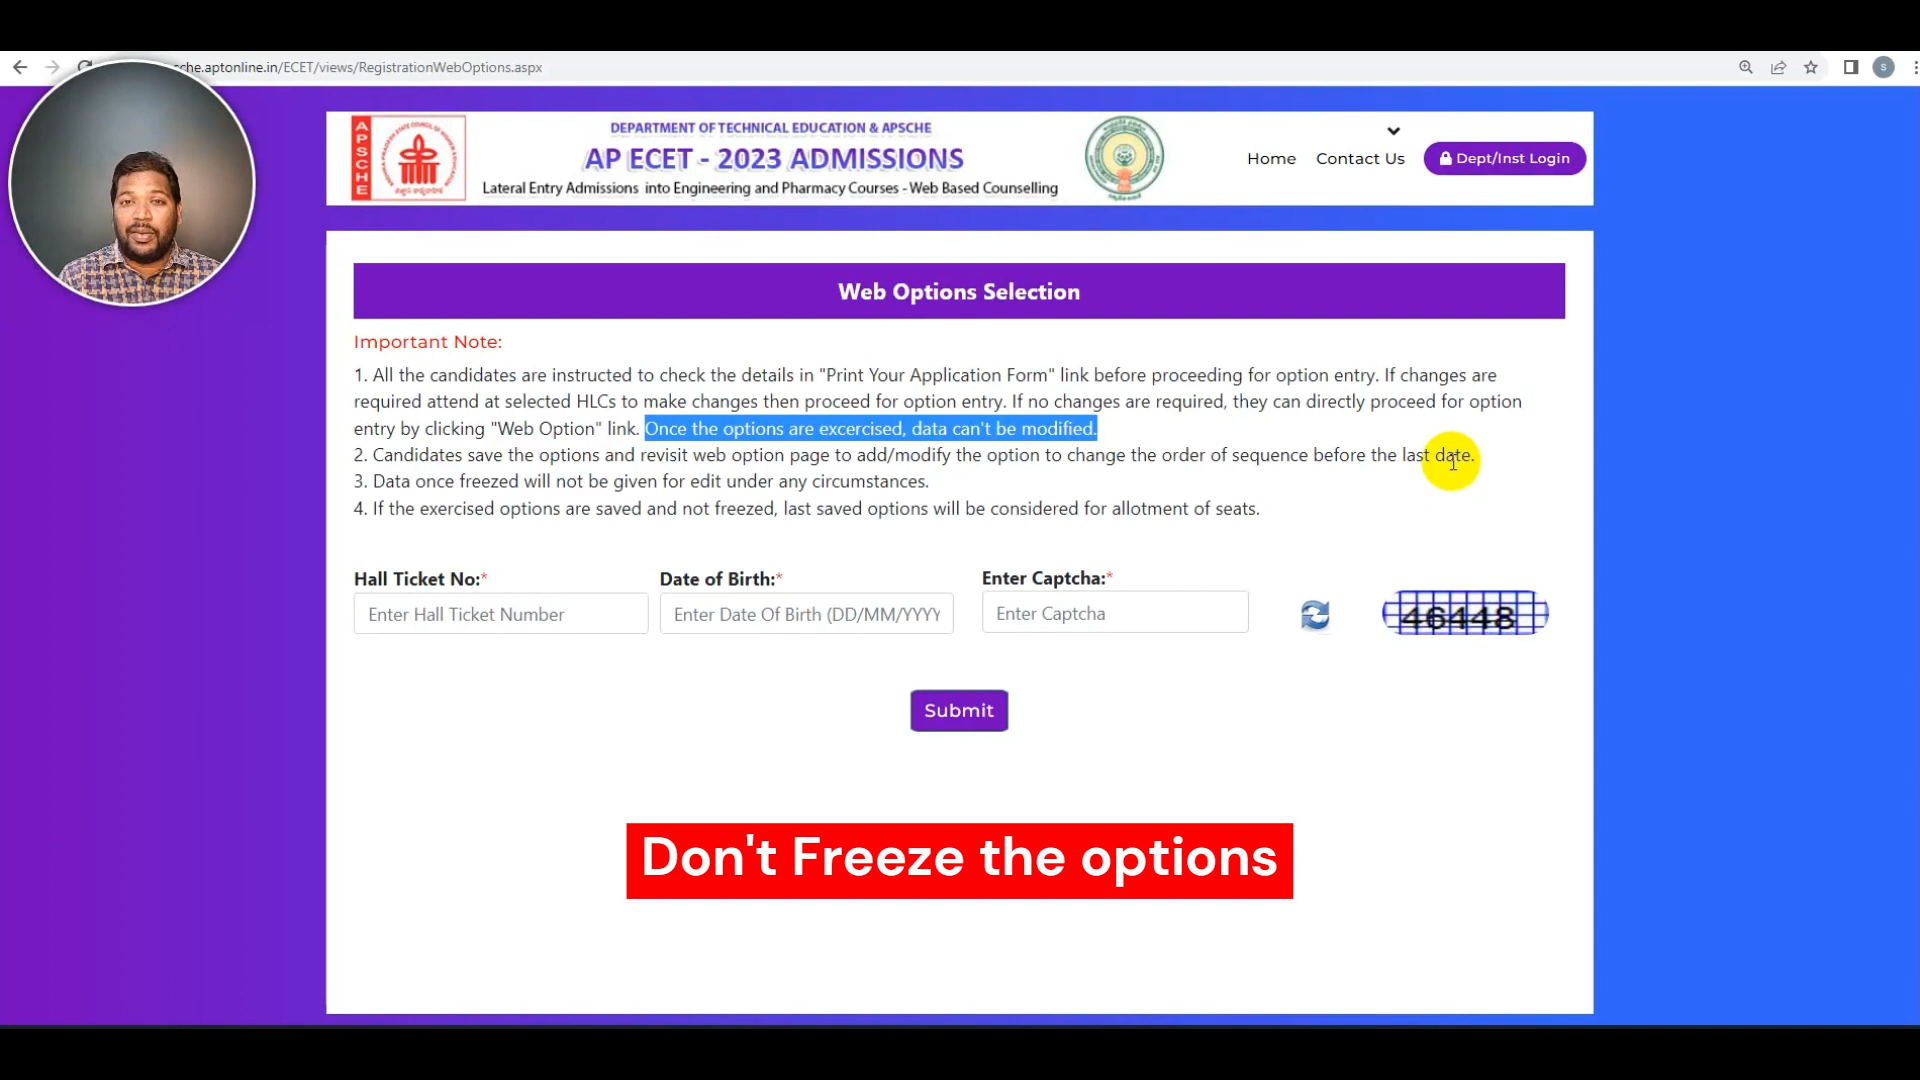 che.aptonline.in/ECET/views/RegistrationWebOptions.aspx
S
APSCHE
DEPARTMENT OF TECHNICAL EDUCATION & APSCHE
AP ECET - 2023 ADMISSIONS
Lateral Entry Admissions into Engineering and Pharmacy Courses - Web Based Counselling
Home
Contact Us
Dept/Inst Login
Web Options Selection
Important Note:
1. All the candidates are instructed to check the details in "Print Your Application Form" link before proceeding for option entry. If changes are
required attend at selected HLCs to make changes then proceed for option entry. If no changes are required, they can directly proceed for option
entry by clicking "Web Option" link. Once the options are excercised, data can't be modified.
2. Candidates save the options and revisit web option page to add/modify the option to change the order of sequence before the last date.
3. Data once freezed will not be given for edit under any circumstances.
4. If the exercised options are saved and not freezed, last saved options will be considered for allotment of seats.
Hall Ticket No:*
Date of Birth:*
Enter Captcha:*
Enter Hall Ticket Number
Enter Date Of Birth (DD/MM/YYYY
Enter Captcha
46448
Submit
Don't Freeze the options